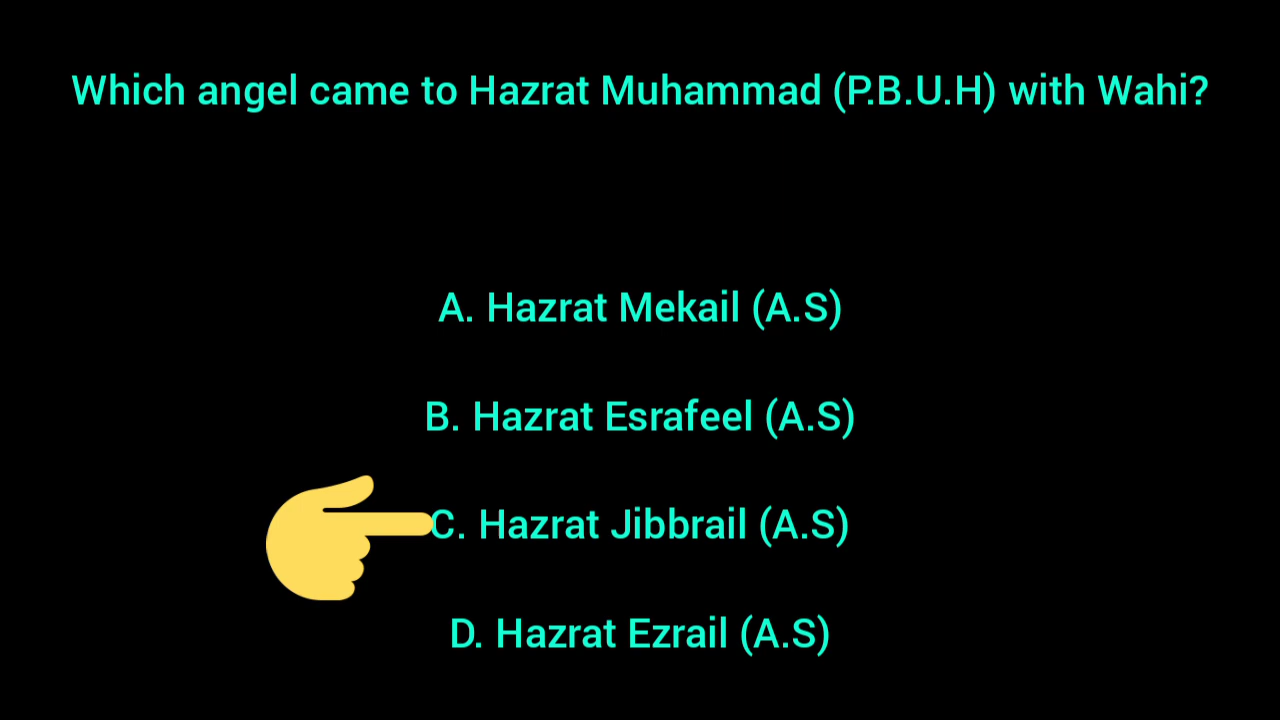 Which angel came to Hazrat Muhammad (P.B.U.H) with Wahi?
A. Hazrat Mekail (A.S)
B. Hazrat Esrafeel (A.S)
C. Hazrat Jibbrail (A.S)
D. Hazrat Ezrail (A.S)